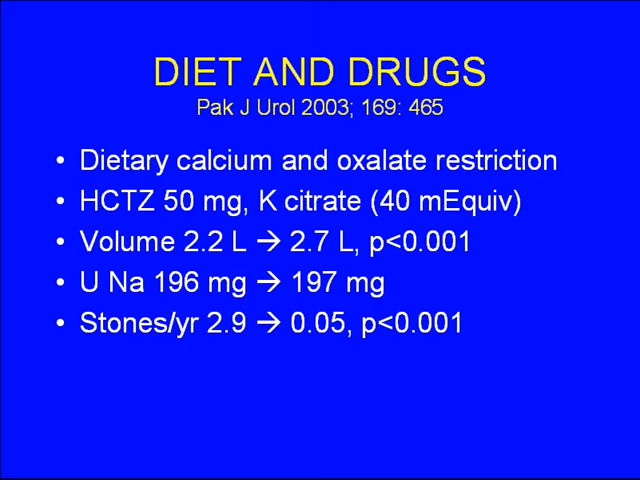 DIET AND DRUGS
Pak J Urol 2003; 169: 465
• Dietary calcium and oxalate restriction
• HCTZ 50 mg, K citrate (40 mEquiv)
• Volume 2.2 L → 2.7 L, p<0.001
• U Na 196 mg → 197 mg
• Stones/yr 2.9 → 0.05, p<0.001